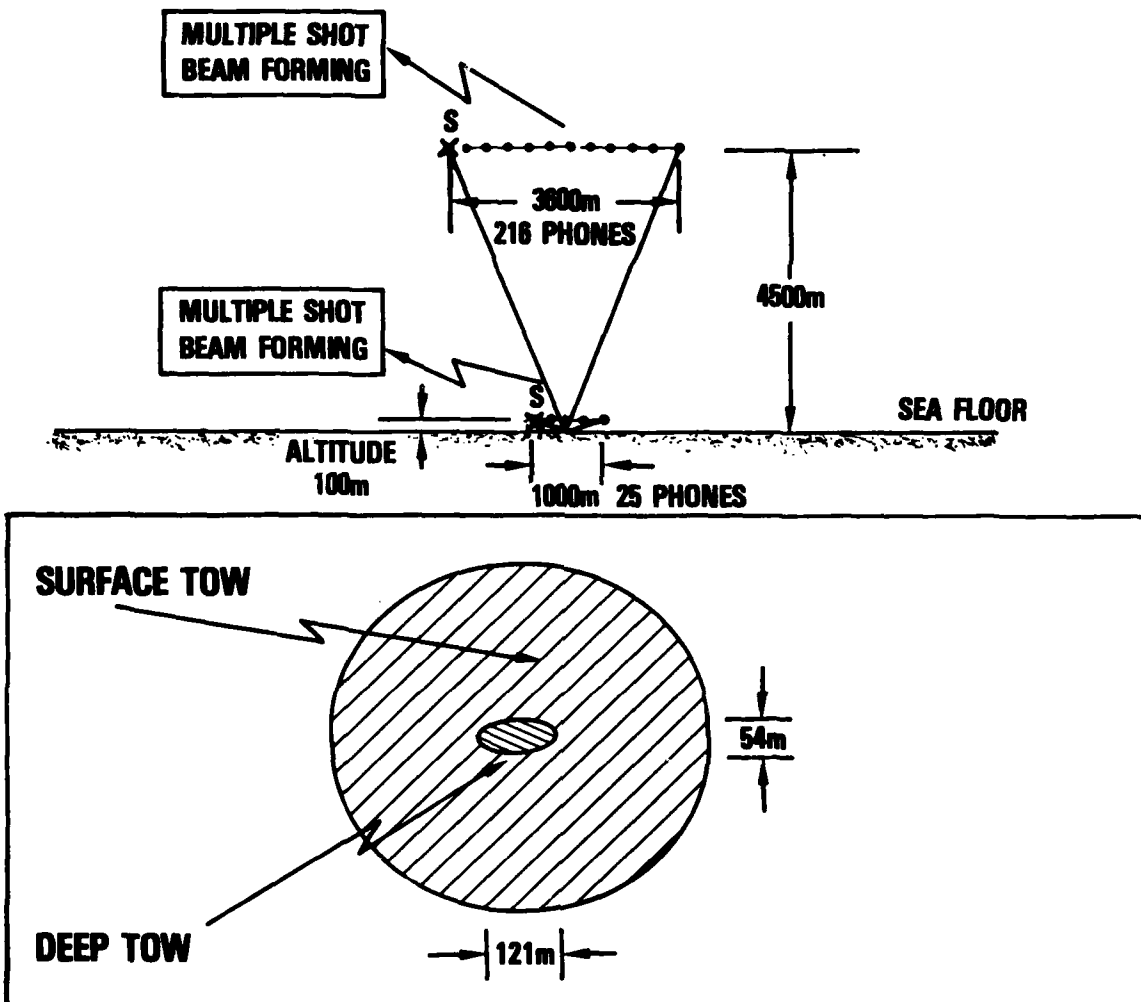 MULTIPLE SHOT
BEAM FORMING
S
3600m
216 PHONES
4500m
MULTIPLE SHOT
BEAM FORMING
S
SEA FLOOR
ALTITUDE
100m
1000m 25 PHONES
SURFACE TOW
54m
DEEP TOW
121m